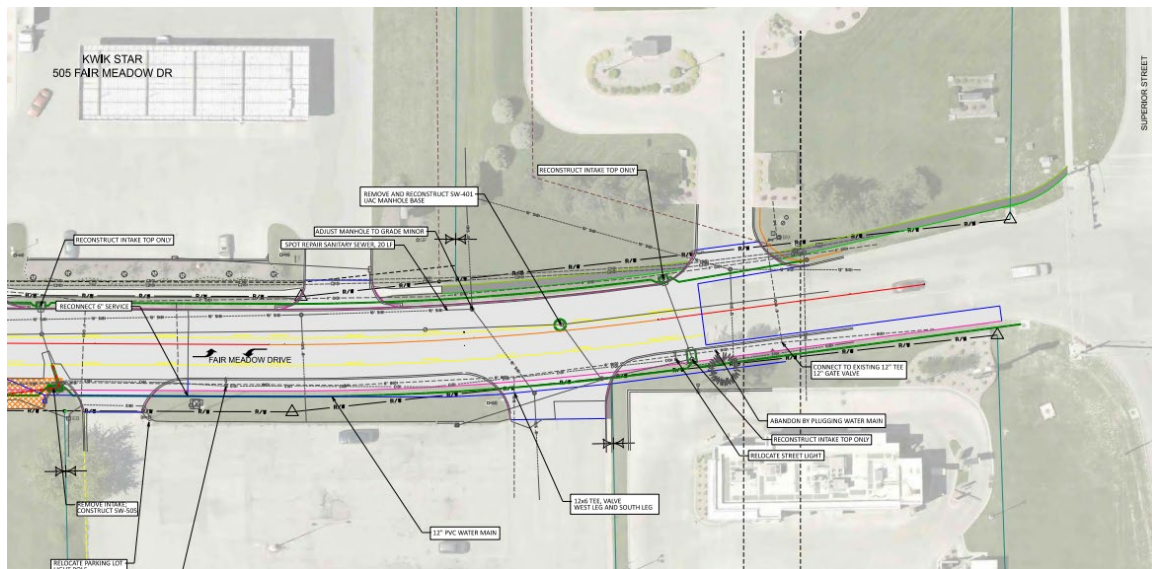 KWIK STAR
505 FAIR MEADOW DR
SUPERIOR STREET
RECONSTRUCT INTAKE TOP ONLY
REMOVE AND RECONSTRUCT SW-401
UAC MANHOLE BASE
ADJUST MANHOLE TO GRADE MINOR
SPOT REPAIR SANITARY SEWER, 20 LF
RECONSTRUCT INTAKE TOP ONLY
RECONNECT 6" SERVICE
FAIR MEADOW DRIVE
R/W
R/W
R/W
R/W
R/W
R/W
R/W
R/W
CONNECT TO EXISTING 12" TEE
12" GATE VALVE
ABANDON BY PLUGGING WATER MAIN
RECONSTRUCT INTAKE TOP ONLY
RELOCATE STREET LIGHT
12x6 TEE, VALVE
WEST LEG AND SOUTH LEG
REMOVE INTAKE,
CONSTRUCT SW-505
12" PVC WATER MAIN
RELOCATE PARKING LOT
LIGHT POLE